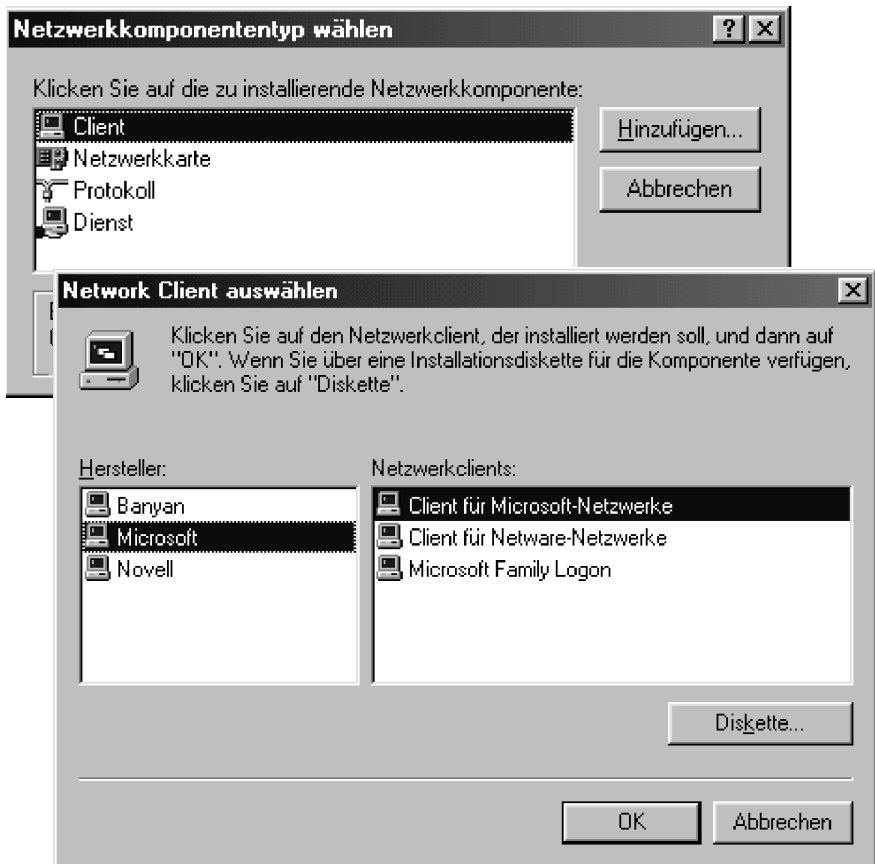 Netzwerkkomponententyp wählen
Klicken Sie auf die zu installierende Netzwerkkomponente:
Client
Netzwerkkarte
Protokoll
Dienst
Hinzufügen...
Abbrechen
Network Client auswählen
Klicken Sie auf den Netzwerkclient, der installiert werden soll, und dann auf
"OK". Wenn Sie über eine Installationsdiskette für die Komponente verfügen,
klicken Sie auf "Diskette".
Hersteller:
Banyan
Microsoft
Novell
Netzwerkclients:
Client für Microsoft-Netzwerke
Client für Netware-Netzwerke
Microsoft Family Logon
Diskette...
OK
Abbrechen